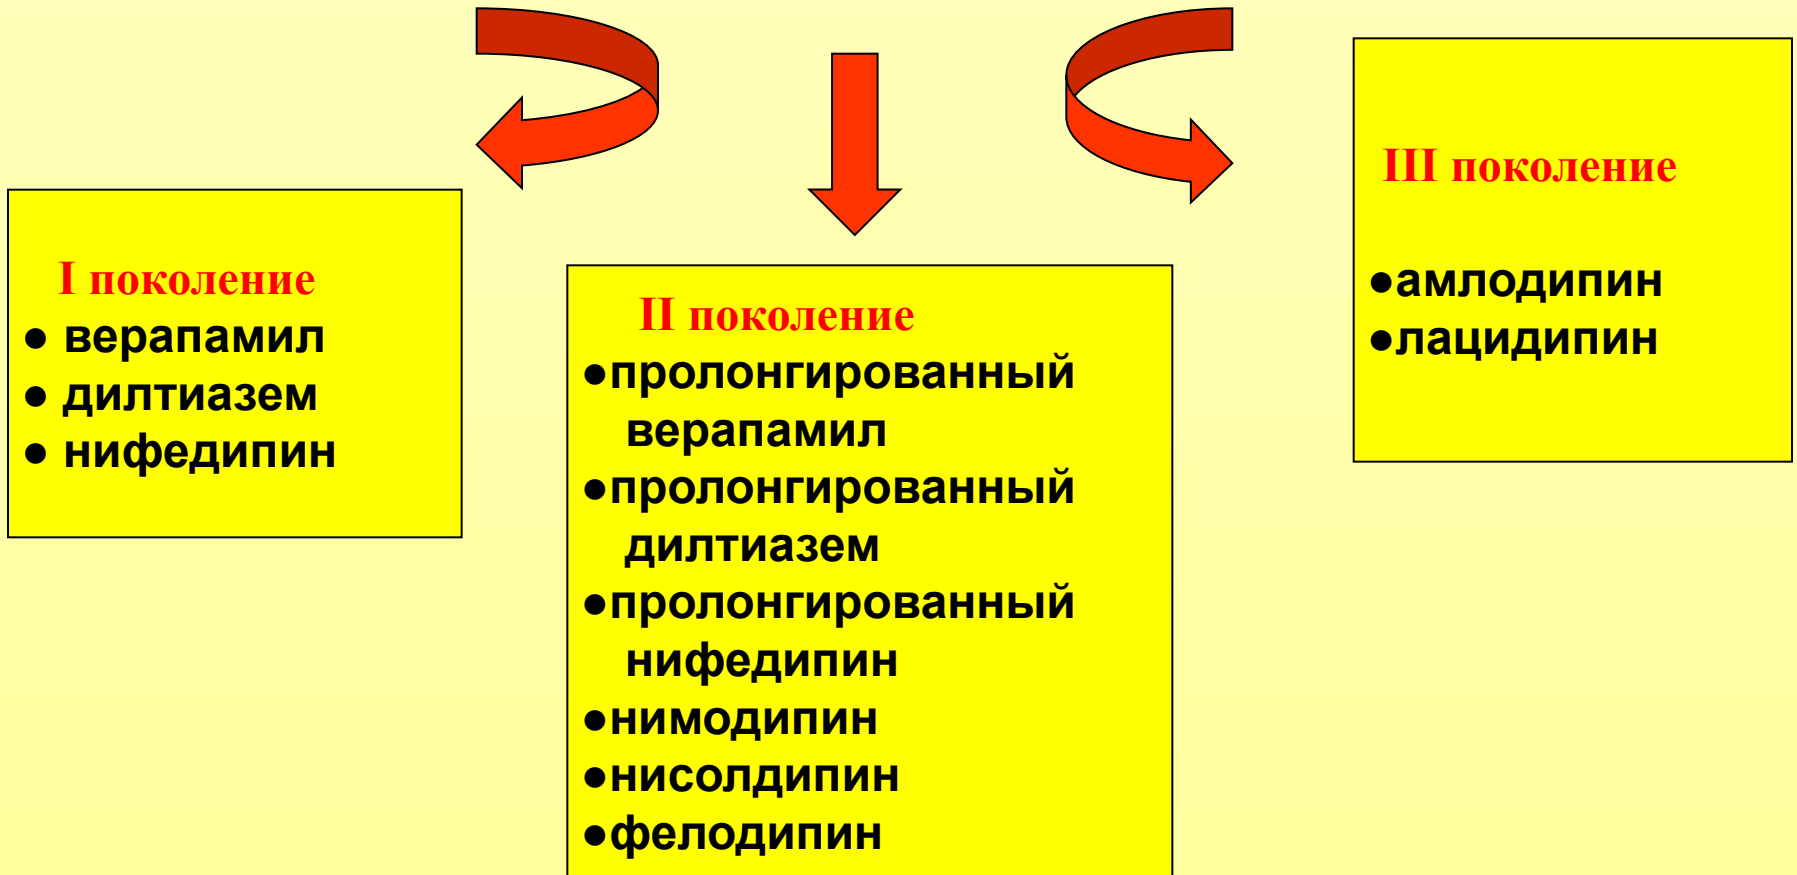 I поколение
● верапамил
● дилтиазем
● нифедипин
II поколение
●пролонгированный
верапамил
●пролонгированный
дилтиазем
●пролонгированный
нифедипин
●нимодипин
●нисолдипин
●фелодипин
III поколение
●амлодипин
●лацидипин